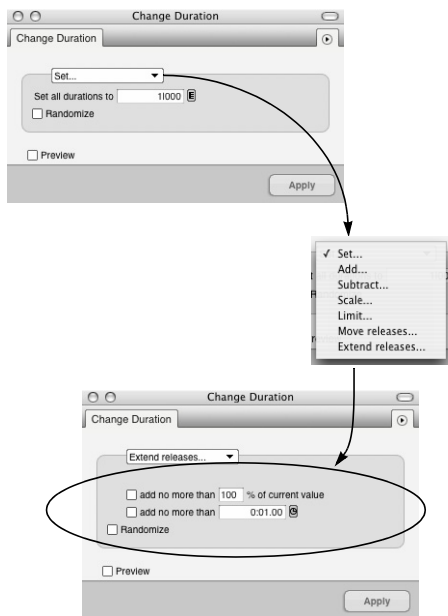 Change Duration
Change Duration
Set...
Set all durations to 1|000 E
Randomize
Preview
Apply
✓ Set...
Add...
Subtract...
Scale...
Limit...
Move releases...
Extend releases...
Change Duration
Change Duration
Extend releases...
add no more than 100 % of current value
add no more than 0:01.00
Randomize
Preview
Apply